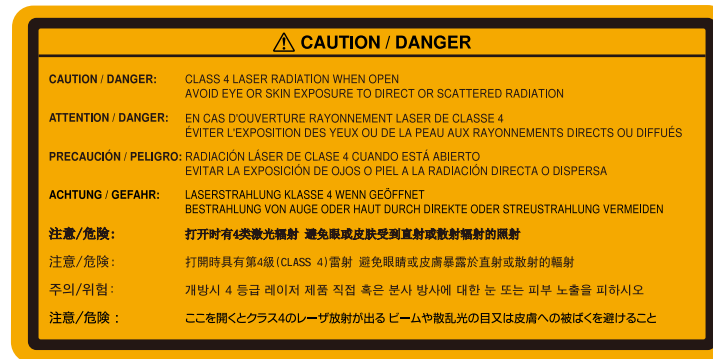 ⚠ CAUTION / DANGER
CAUTION / DANGER: CLASS 4 LASER RADIATION WHEN OPEN
AVOID EYE OR SKIN EXPOSURE TO DIRECT OR SCATTERED RADIATION
ATTENTION / DANGER: EN CAS D'OUVERTURE RAYONNEMENT LASER DE CLASSE 4
ÉVITER L'EXPOSITION DES YEUX OU DE LA PEAU AUX RAYONNEMENTS DIRECTS OU DIFFUÉS
PRECAUCIÓN / PELIGRO: RADIACIÓN LÁSER DE CLASE 4 CUANDO ESTÁ ABIERTO
EVITAR LA EXPOSICIÓN DE OJOS O PIEL A LA RADIACIÓN DIRECTA O DISPERSA
ACHTUNG / GEFAHR: LASERSTRAHLUNG KLASSE 4 WENN GEÖFFNET
BESTRAHLUNG VON AUGE ODER HAUT DURCH DIREKTE ODER STREUSTRAHLUNG VERMEIDEN
注意/危险: 打开时有4类激光辐射 避免眼或皮肤受到直射或散射辐射的照射
注意/危險: 打開時具有第4級(CLASS 4)雷射 避免眼睛或皮膚暴露於直射或散射的輻射
주의/위험: 개방시 4 등급 레이저 제품 직접 혹은 분사 방사에 대한 눈 또는 피부 노출을 피하시오
注意/危険 : ここを開くとクラス4のレーザ放射が出る ビームや散乱光の目又は皮膚への被ばくを避けること